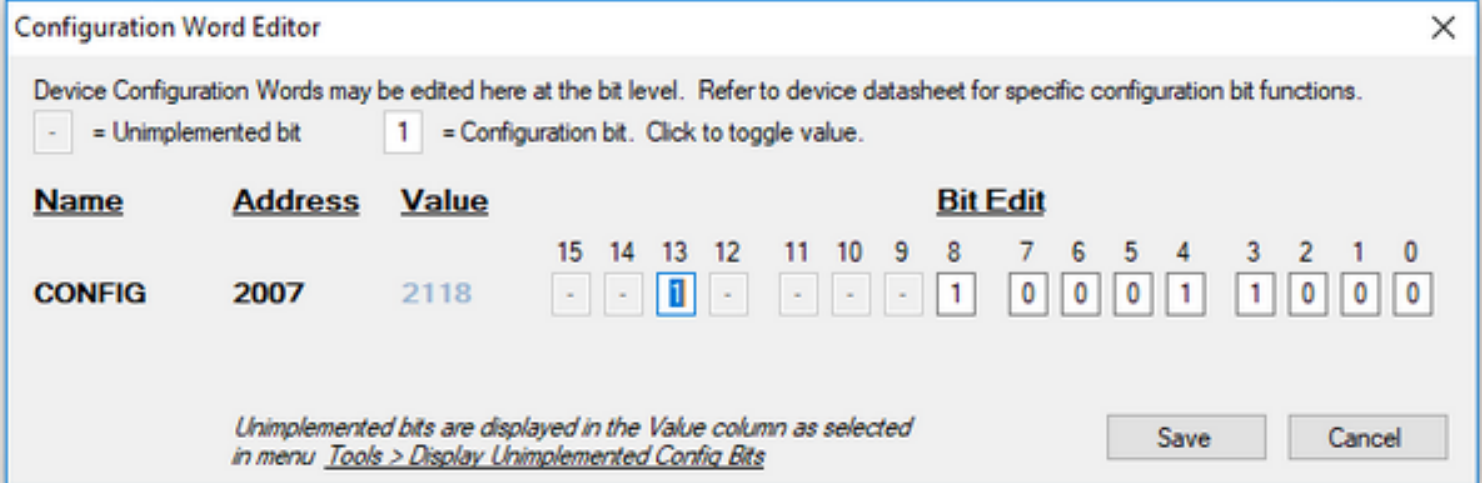 Configuration Word Editor
Device Configuration Words may be edited here at the bit level. Refer to device datasheet for specific configuration bit functions.
- = Unimplemented bit 1 = Configuration bit. Click to toggle value.
Name Address Value Bit Edit
15 14 13 12 11 10 9 8 7 6 5 4 3 2 1 0
CONFIG 2007 2118 - - 1 - - - - 1 0 0 0 1 1 0 0 0
Unimplemented bits are displayed in the Value column as selected
in menu Tools > Display Unimplemented Config Bits
Save Cancel